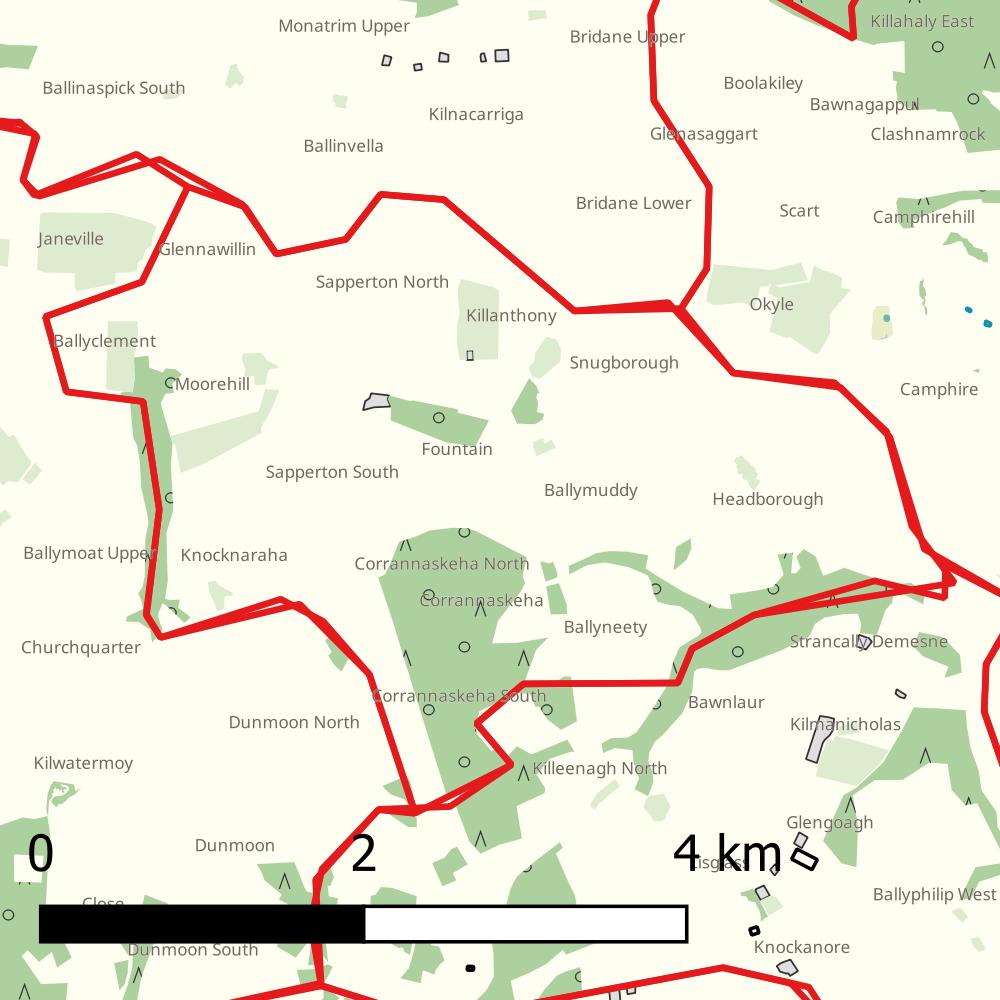 Killahaly East
Monatrim Upper
Bridane Upper
Boolakiley
Ballinaspick South
Bawnagappul
Kilnacarriga
Glenasaggart
Clashnamrock
Ballinvella
Bridane Lower
Scart
Camphirehill
Janeville
Glennawillin
Sapperton North
Okyle
Killanthony
Ballyclement
Snugborough
Moorehill
Camphire
Fountain
Sapperton South
Ballymuddy
Headborough
Ballymoat Upper
Knocknaraha
Corrannaskeha North
Corrannaskeha
Ballyneety
Strancally Demesne
Churchquarter
Corrannaskeha South
Bawnlaur
Dunmoon North
Kilmanicholas
Kilwatermoy
Killeenagh North
Glengoagh
Dunmoon
0 2 4 km
Lisglass
Ballyphilip West
Close
Dunmoon South
Knockanore